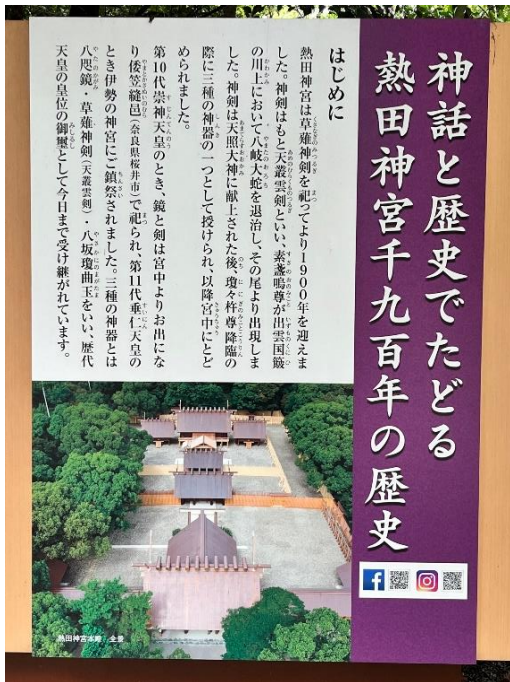 神話と歴史でたどる
熱田神宮千九百年の歴史
はじめに
熱田神宮は草薙神剣を祀つてより1900年を迎えま
した。神剣はもと天叢雲剣といい、素盞嗚尊が出雲国簸
の川上において八岐大蛇を退治し、その尾より出現しま
した。神剣は天照大神に献上された後、瓊々杵尊降臨の
際に三種の神器の一つとして授けられ、以降宮中にとど
められました。
第10代崇神天皇のとき、鏡と剣は宮中よりお出にな
り倭笠縫邑(奈良県桜井市)で祀られ、第11代垂仁天皇の
とき伊勢の神宮にご鎮祭されました。三種の神器とは
八咫鏡・草薙神剣(天叢雲剣)・八坂瓊曲玉をいい、歴代
天皇の皇位の御璽として今日まで受け継がれています。
熱田神宮本殿 全景